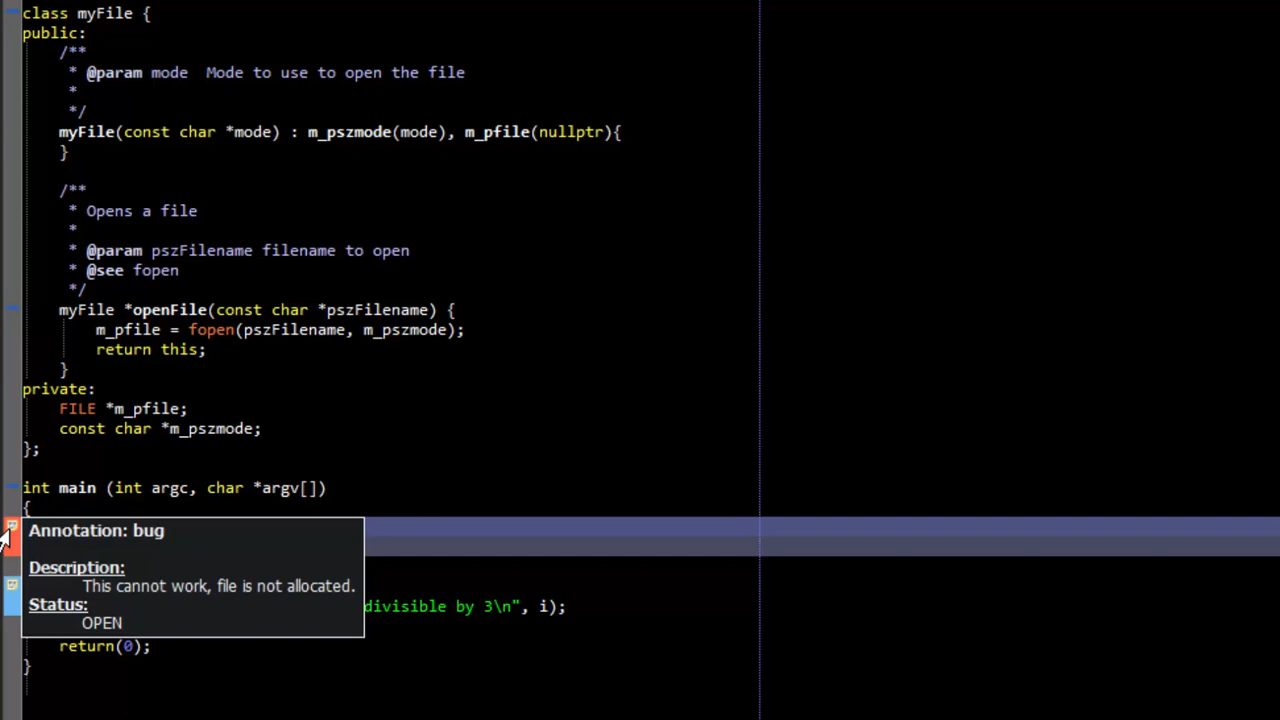 class myFile {
public:
/**
* @param mode  Mode to use to open the file
*
*/
myFile(const char *mode) : m_pszmode(mode), m_pfile(nullptr){
}
/**
* Opens a file
*
* @param pszFilename filename to open
* @see fopen
*/
myFile *openFile(const char *pszFilename) {
m_pfile = fopen(pszFilename, m_pszmode);
return this;
}
private:
FILE *m_pfile;
const char *m_pszmode;
};
int main (int argc, char *argv[])
{
Annotation: bug
Description:
This cannot work, file is not allocated.
Status:
OPEN
divisible by 3\n", i);
return(0);
}